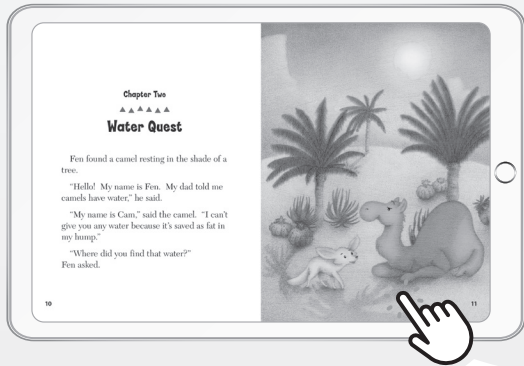 Chapter Two
Water Quest
Fen found a camel resting in the shade of a
tree.
"Hello! My name is Fen. My dad told me
camels have water," he said.
"My name is Cam," said the camel. "I can't
give you any water because it's saved as fat in
my hump."
"Where did you find that water?"
Fen asked.
10
11